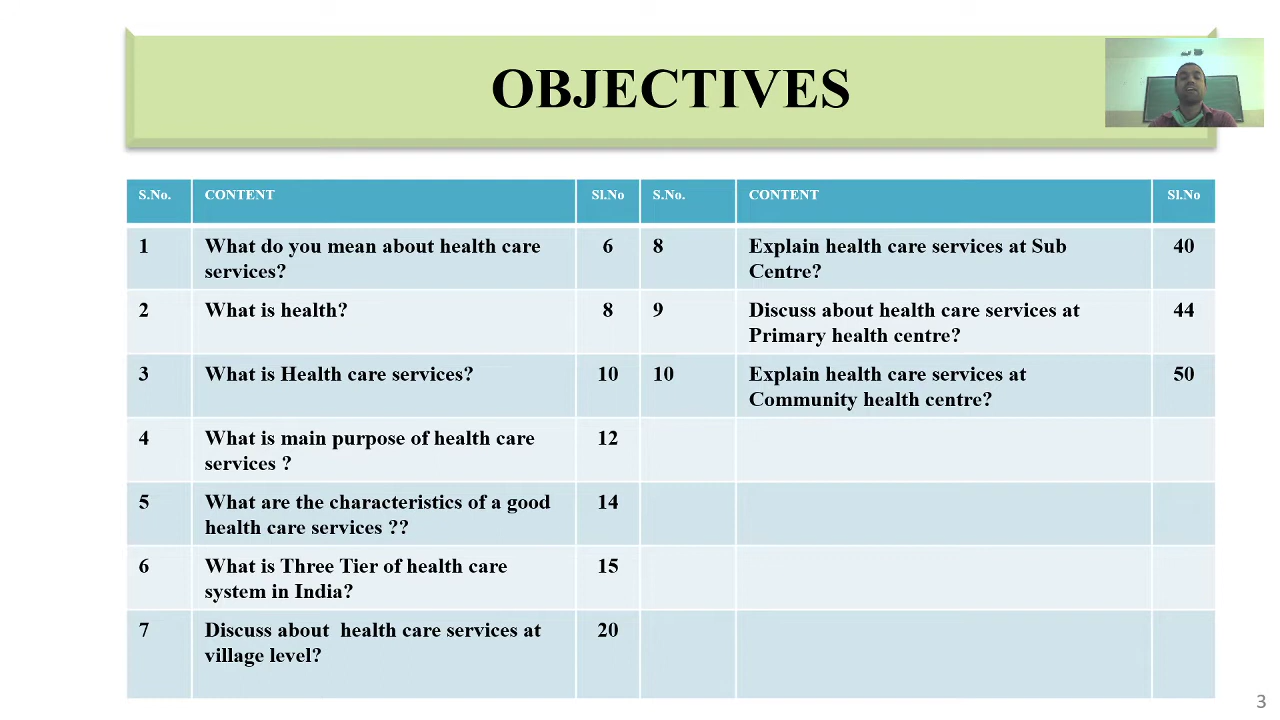 OBJECTIVES
S.No. CONTENT Sl.No S.No. CONTENT Sl.No
1 What do you mean about health care 6 8 Explain health care services at Sub 40
services? Centre?
2 What is health? 8 9 Discuss about health care services at 44
Primary health centre?
3 What is Health care services? 10 10 Explain health care services at 50
Community health centre?
4 What is main purpose of health care 12
services ?
5 What are the characteristics of a good 14
health care services ??
6 What is Three Tier of health care 15
system in India?
7 Discuss about health care services at 20
village level?
3